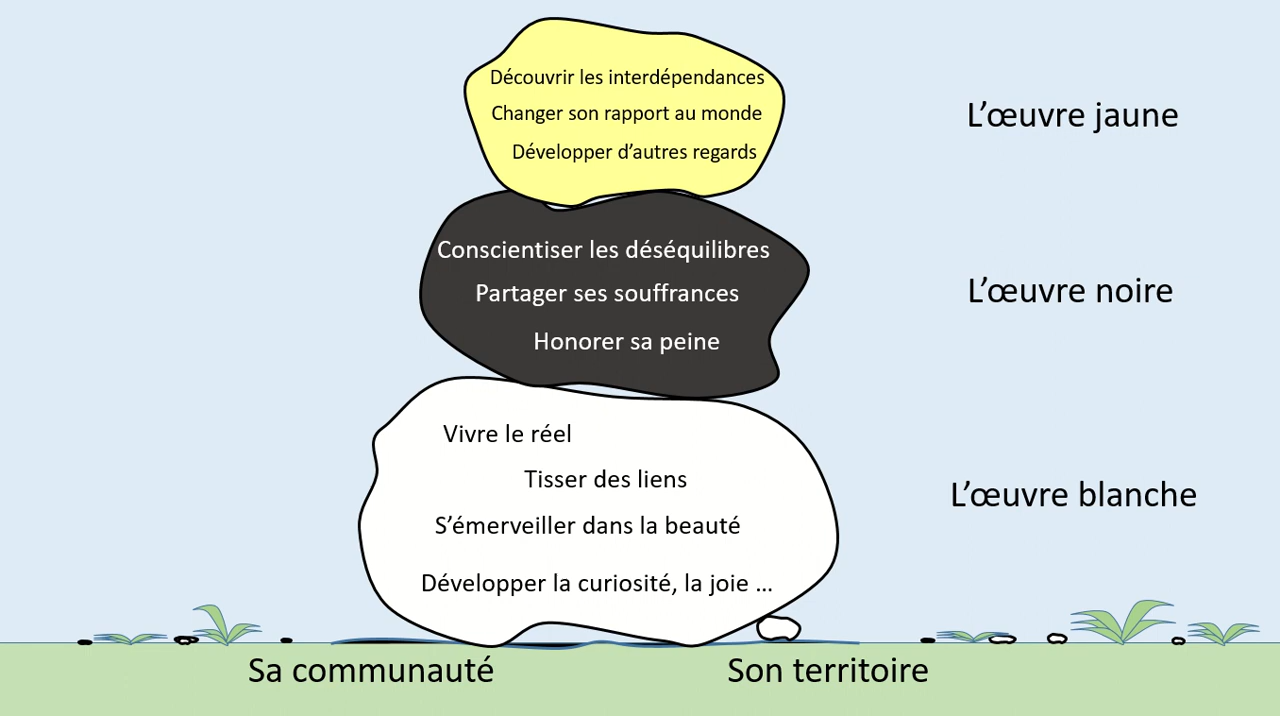 Découvrir les interdépendances
Changer son rapport au monde
Développer d’autres regards
L’œuvre jaune
Conscientiser les déséquilibres
Partager ses souffrances
Honorer sa peine
L’œuvre noire
Vivre le réel
Tisser des liens
S’émerveiller dans la beauté
Développer la curiosité, la joie ...
L’œuvre blanche
Sa communauté
Son territoire